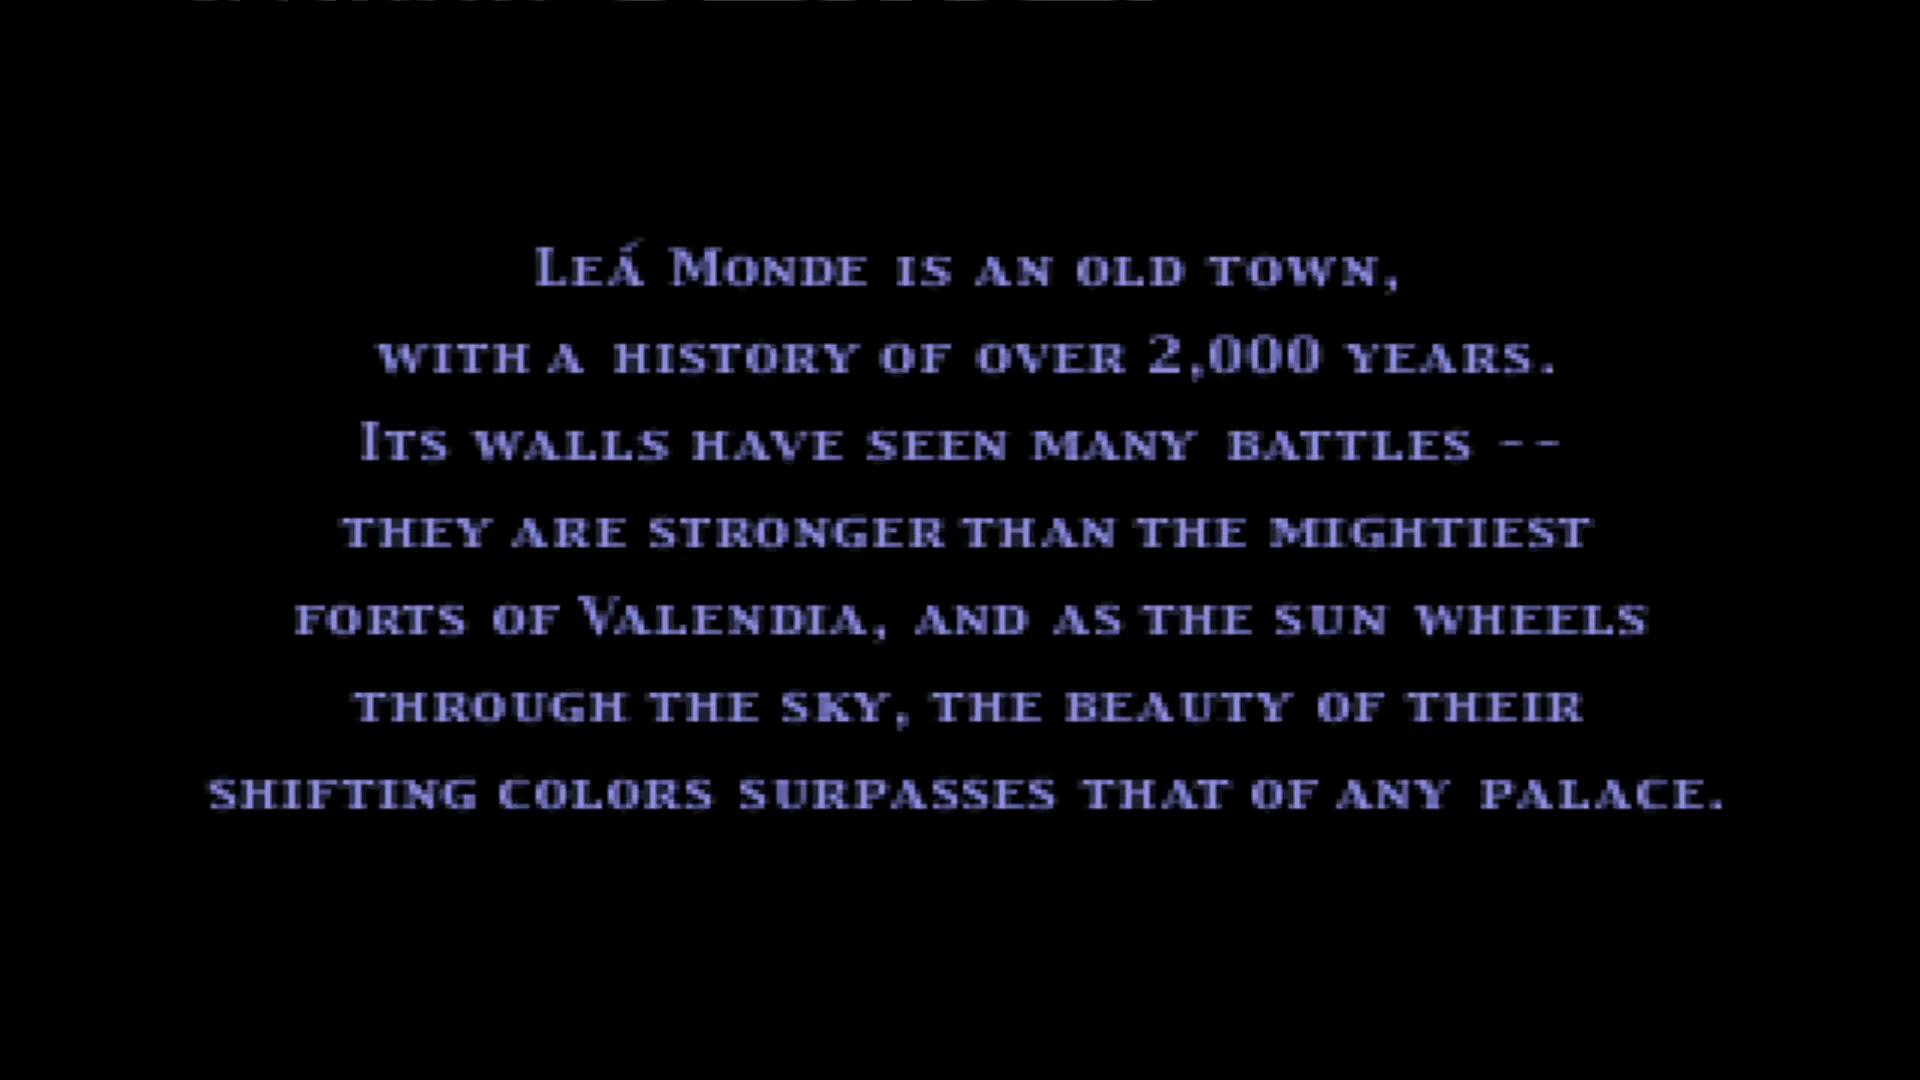 Leá Monde is an old town,
with a history of over 2,000 years.
Its walls have seen many battles --
they are stronger than the mightiest
forts of Valendia, and as the sun wheels
through the sky, the beauty of their
shifting colors surpasses that of any palace.